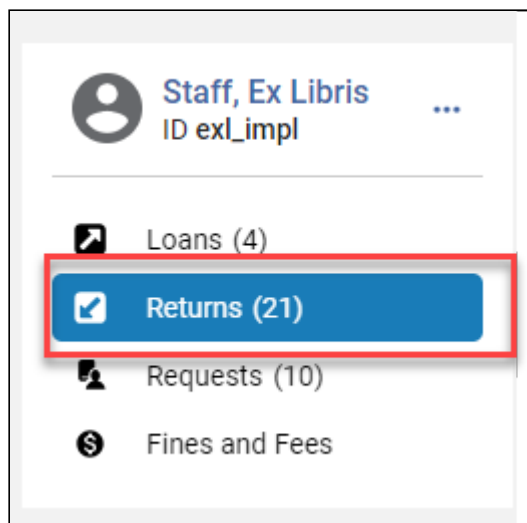 Staff, Ex Libris
ID exl_impl
Loans (4)
Returns (21)
Requests (10)
Fines and Fees